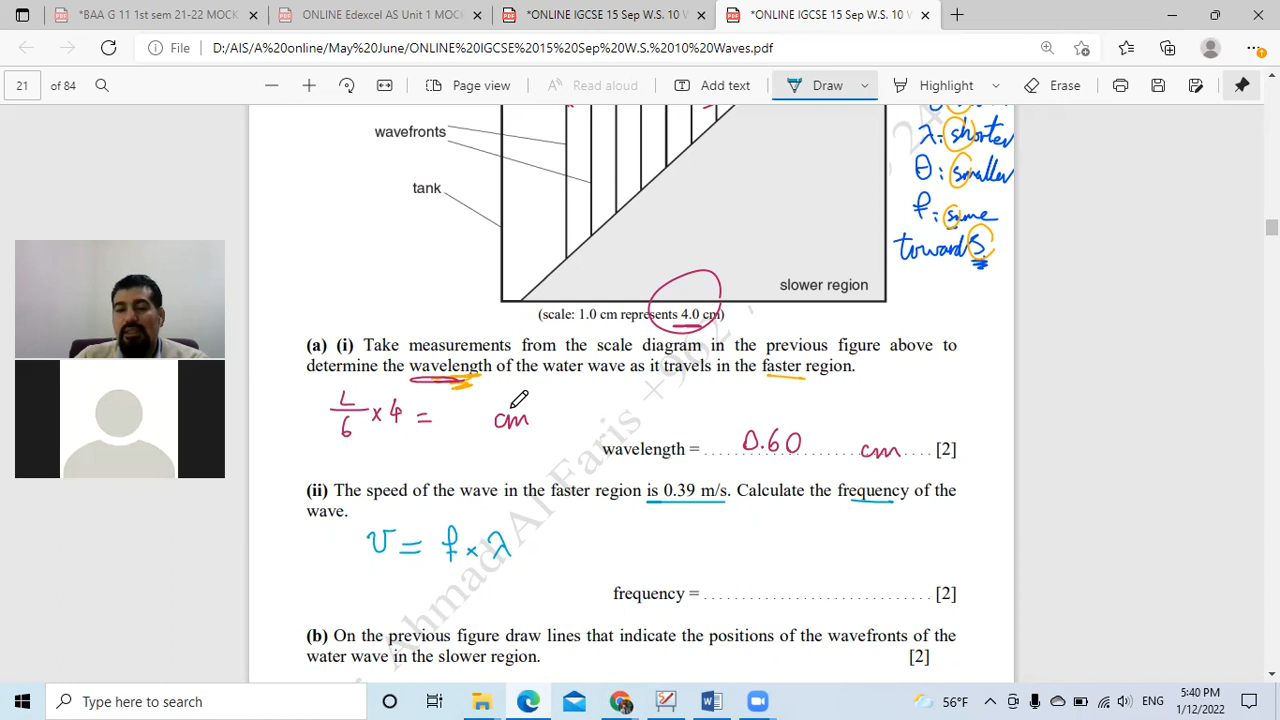 *BAA G 11 1st sem 21-22 MOCK
ONLINE Edexcel AS Unit 1 MOCK
*ONLINE IGCSE 15 Sep W.S. 10 W
*ONLINE IGCSE 15 Sep W.S. 10 V
File
D:/AIS/A%20online/May%20June/ONLINE%20IGCSE%2015%20Sep%20W.S.%2010%20Waves.pdf
21 of 84
Page view
Read aloud
Add text
Draw
Highlight
Erase
wavefronts
tank
slower region
(scale: 1.0 cm represents 4.0 cm)
λ: shorter
θ: smaller
f: same
toward S
(a) (i) Take measurements from the scale diagram in the previous figure above to
determine the wavelength of the water wave as it travels in the faster region.
L/6 × 4 = cm
wavelength = 0.60 cm [2]
(ii) The speed of the wave in the faster region is 0.39 m/s. Calculate the frequency of the
wave.
v = f × λ
frequency = [2]
(b) On the previous figure draw lines that indicate the positions of the wavefronts of the
water wave in the slower region. [2]
Ahmad Al Faris +962
Type here to search
56°F
ENG
5:40 PM
1/12/2022